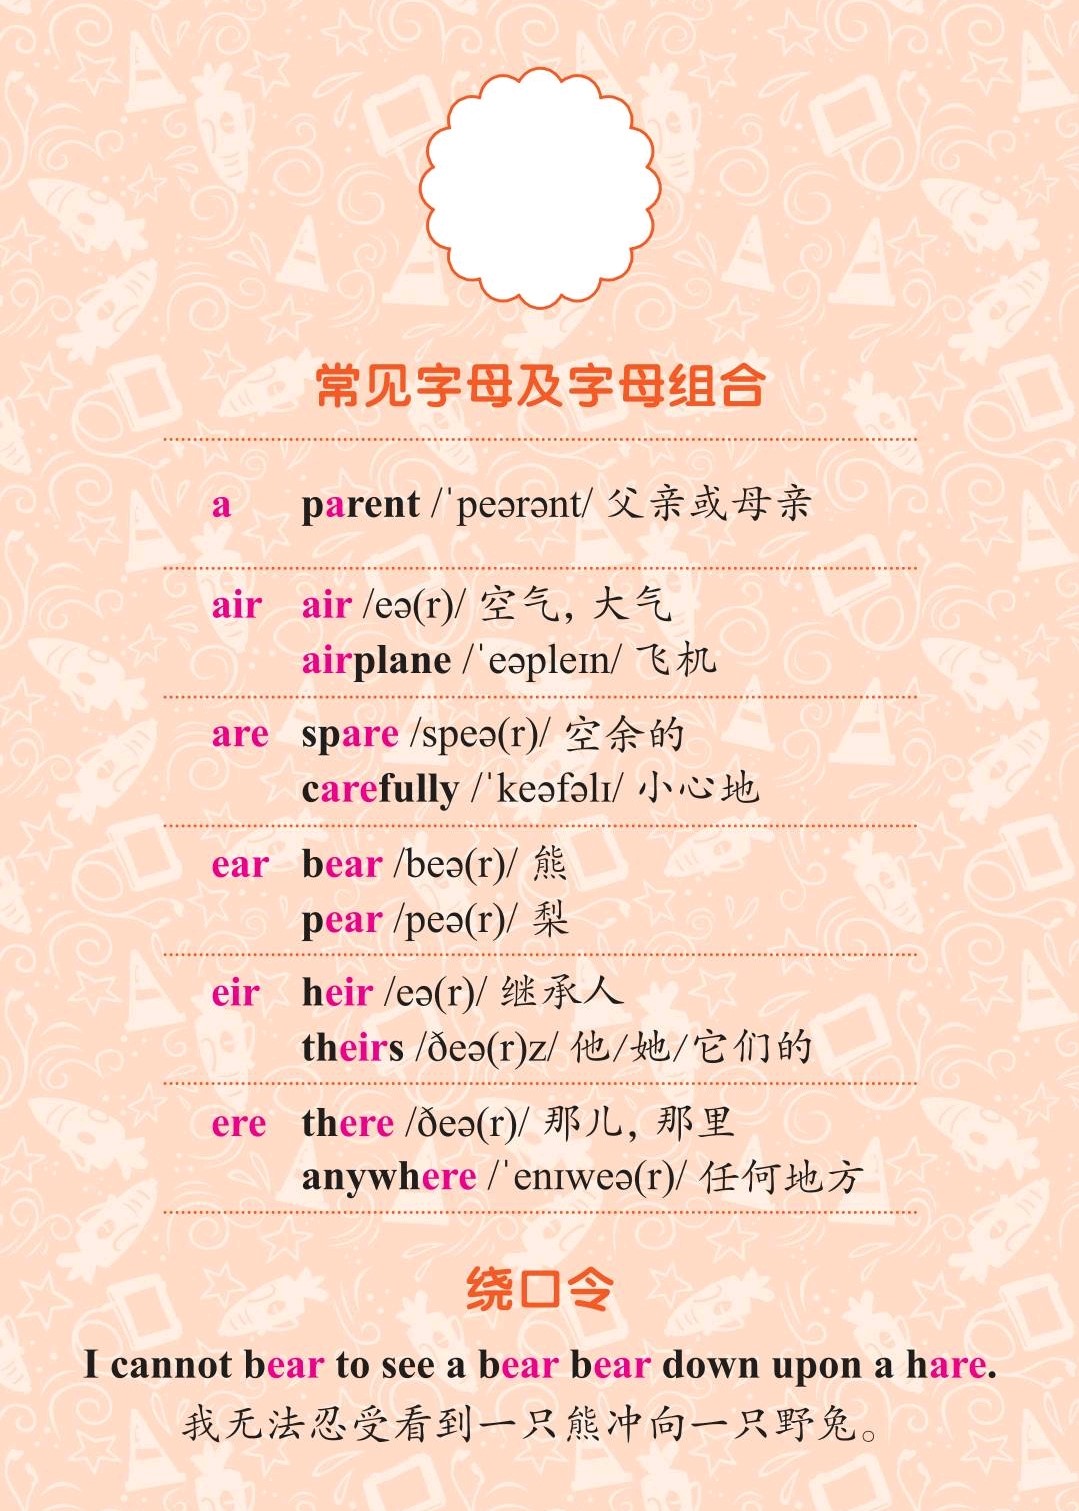 常见字母及字母组合
a parent /ˈpeərənt/ 父亲或母亲
air air /eə(r)/ 空气, 大气
airplane /ˈeəpleɪn/ 飞机
are spare /speə(r)/ 空余的
carefully /ˈkeəfəlɪ/ 小心地
ear bear /beə(r)/ 熊
pear /peə(r)/ 梨
eir heir /eə(r)/ 继承人
theirs /ðeə(r)z/ 他/她/它们的
ere there /ðeə(r)/ 那儿, 那里
anywhere /ˈenɪweə(r)/ 任何地方
绕口令
I cannot bear to see a bear bear down upon a hare.
我无法忍受看到一只熊冲向一只野兔。